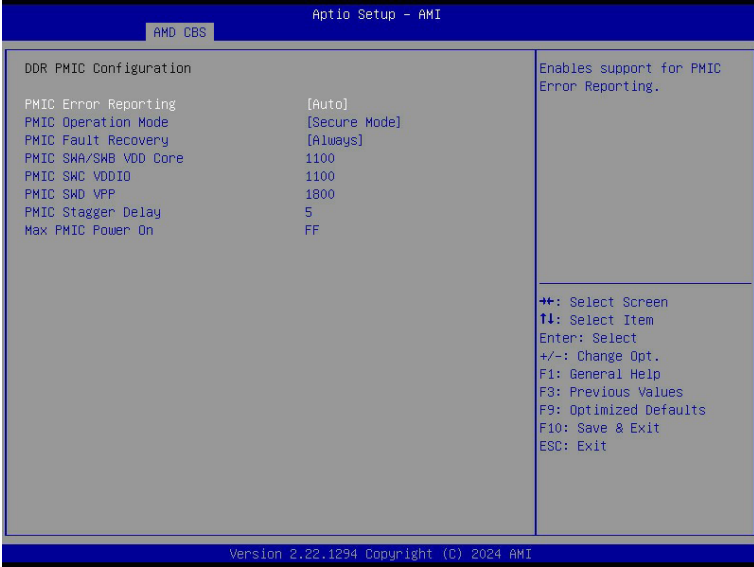 Aptio Setup – AMI
AMD CBS
DDR PMIC Configuration
PMIC Error Reporting [Auto]
PMIC Operation Mode [Secure Mode]
PMIC Fault Recovery [Always]
PMIC SWA/SWB VDD Core 1100
PMIC SWC VDDIO 1100
PMIC SWD VPP 1800
PMIC Stagger Delay 5
Max PMIC Power On FF
Enables support for PMIC
Error Reporting.
→←: Select Screen
↑↓: Select Item
Enter: Select
+/-: Change Opt.
F1: General Help
F3: Previous Values
F9: Optimized Defaults
F10: Save & Exit
ESC: Exit
Version 2.22.1294 Copyright (C) 2024 AMI